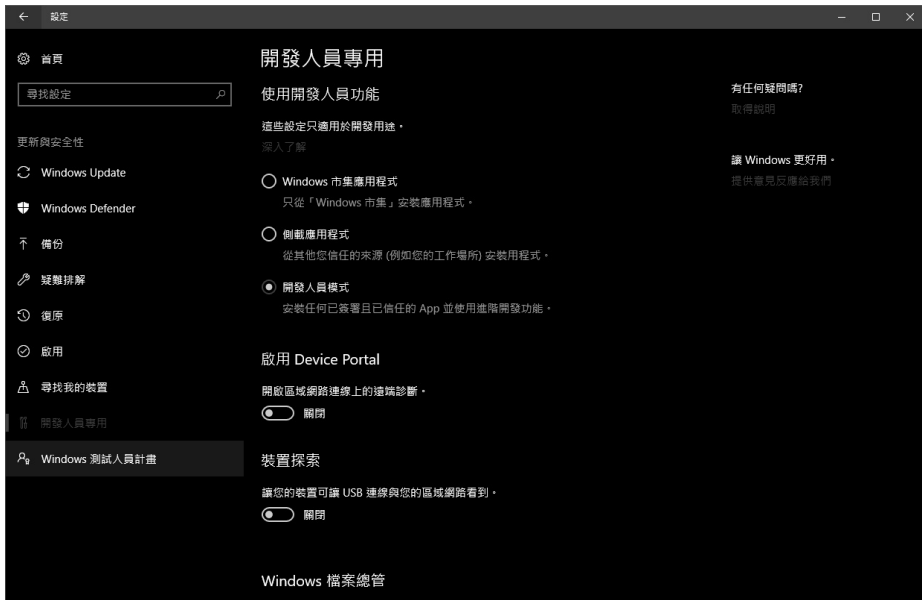 設定
首頁
尋找設定
更新與安全性
Windows Update
Windows Defender
備份
疑難排解
復原
啟用
尋找我的裝置
開發人員專用
Windows 測試人員計畫
開發人員專用
使用開發人員功能
這些設定只適用於開發用途。
深入了解
Windows 市集應用程式
只從「Windows 市集」安裝應用程式。
側載應用程式
從其他您信任的來源 (例如您的工作場所) 安裝用程式。
開發人員模式
安裝任何已簽署且已信任的 App 並使用進階開發功能。
啟用 Device Portal
開啟區域網路連線上的遠端診斷。
關閉
裝置探索
讓您的裝置可讓 USB 連線與您的區域網路看到。
關閉
Windows 檔案總管
有任何疑問嗎?
取得說明
讓 Windows 更好用。
提供意見反應給我們